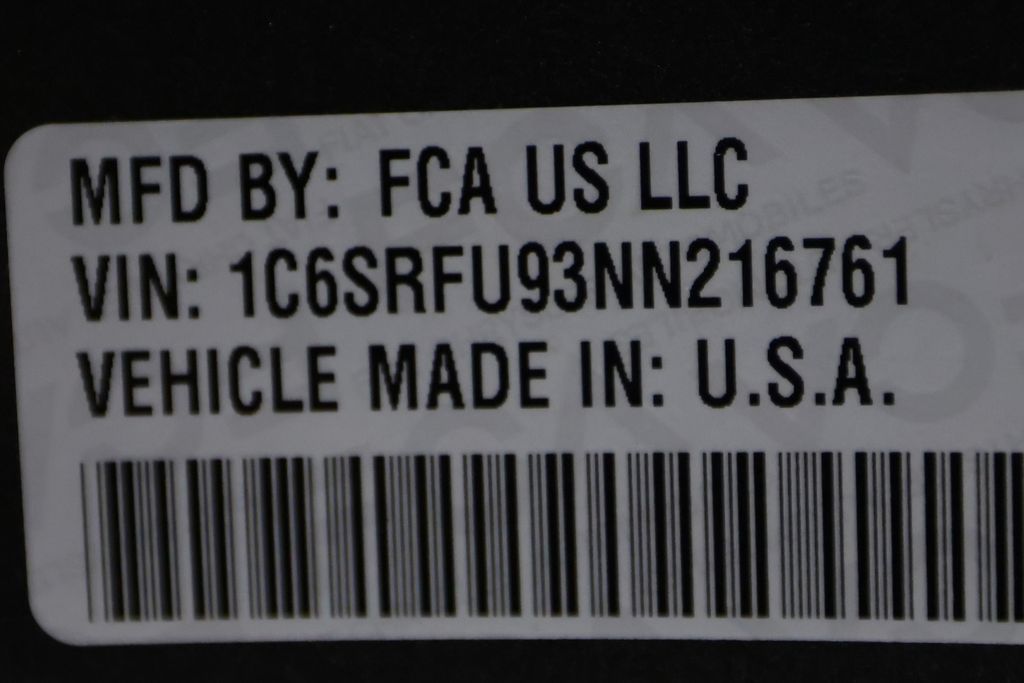 MFD BY: FCA US LLC
VIN: 1C6SRFU93NN216761
VEHICLE MADE IN: U.S.A.